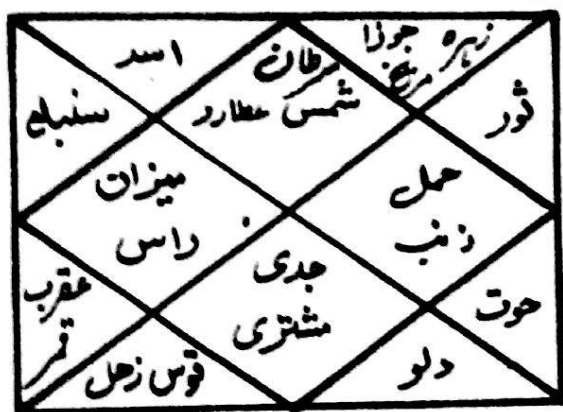 اسد
سرطان
شمس عطارد
جوزا
مریخ
زہرہ
ثور
سنبلہ
میزان
راس
حمل
ذنب
عقرب
قمر
جدی
مشتری
حوت
قوس زحل
دلو